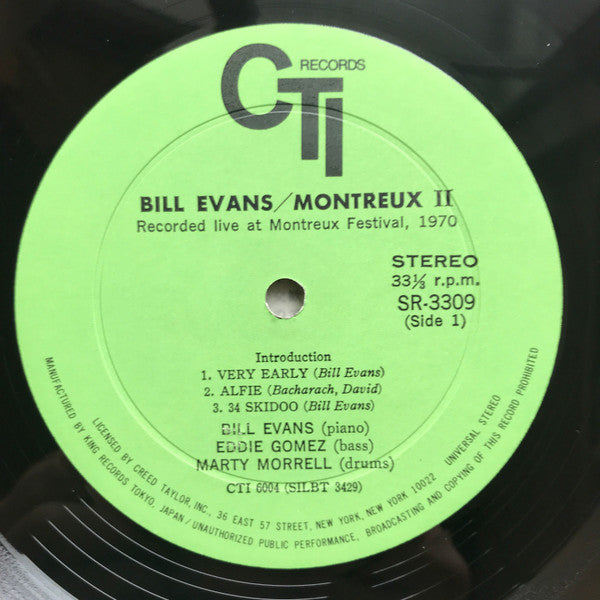 CTI RECORDS
BILL EVANS/MONTREUX II
Recorded live at Montreux Festival, 1970
STEREO
33⅓ r.p.m.
SR-3309
(Side 1)
Introduction
1. VERY EARLY (Bill Evans)
2. ALFIE (Bacharach, David)
3. 34 SKIDOO (Bill Evans)
BILL EVANS (piano)
EDDIE GOMEZ (bass)
MARTY MORRELL (drums)
CTI 6004 (SILBT 3429)
LICENSED BY CREED TAYLOR, INC., 36 EAST 57 STREET, NEW YORK, NEW YORK 10022 UNIVERSAL STEREO
MANUFACTURED BY KING RECORDS TOKYO, JAPAN/UNAUTHORIZED PUBLIC PERFORMANCE, BROADCASTING AND COPYING OF THIS RECORD PROHIBITED